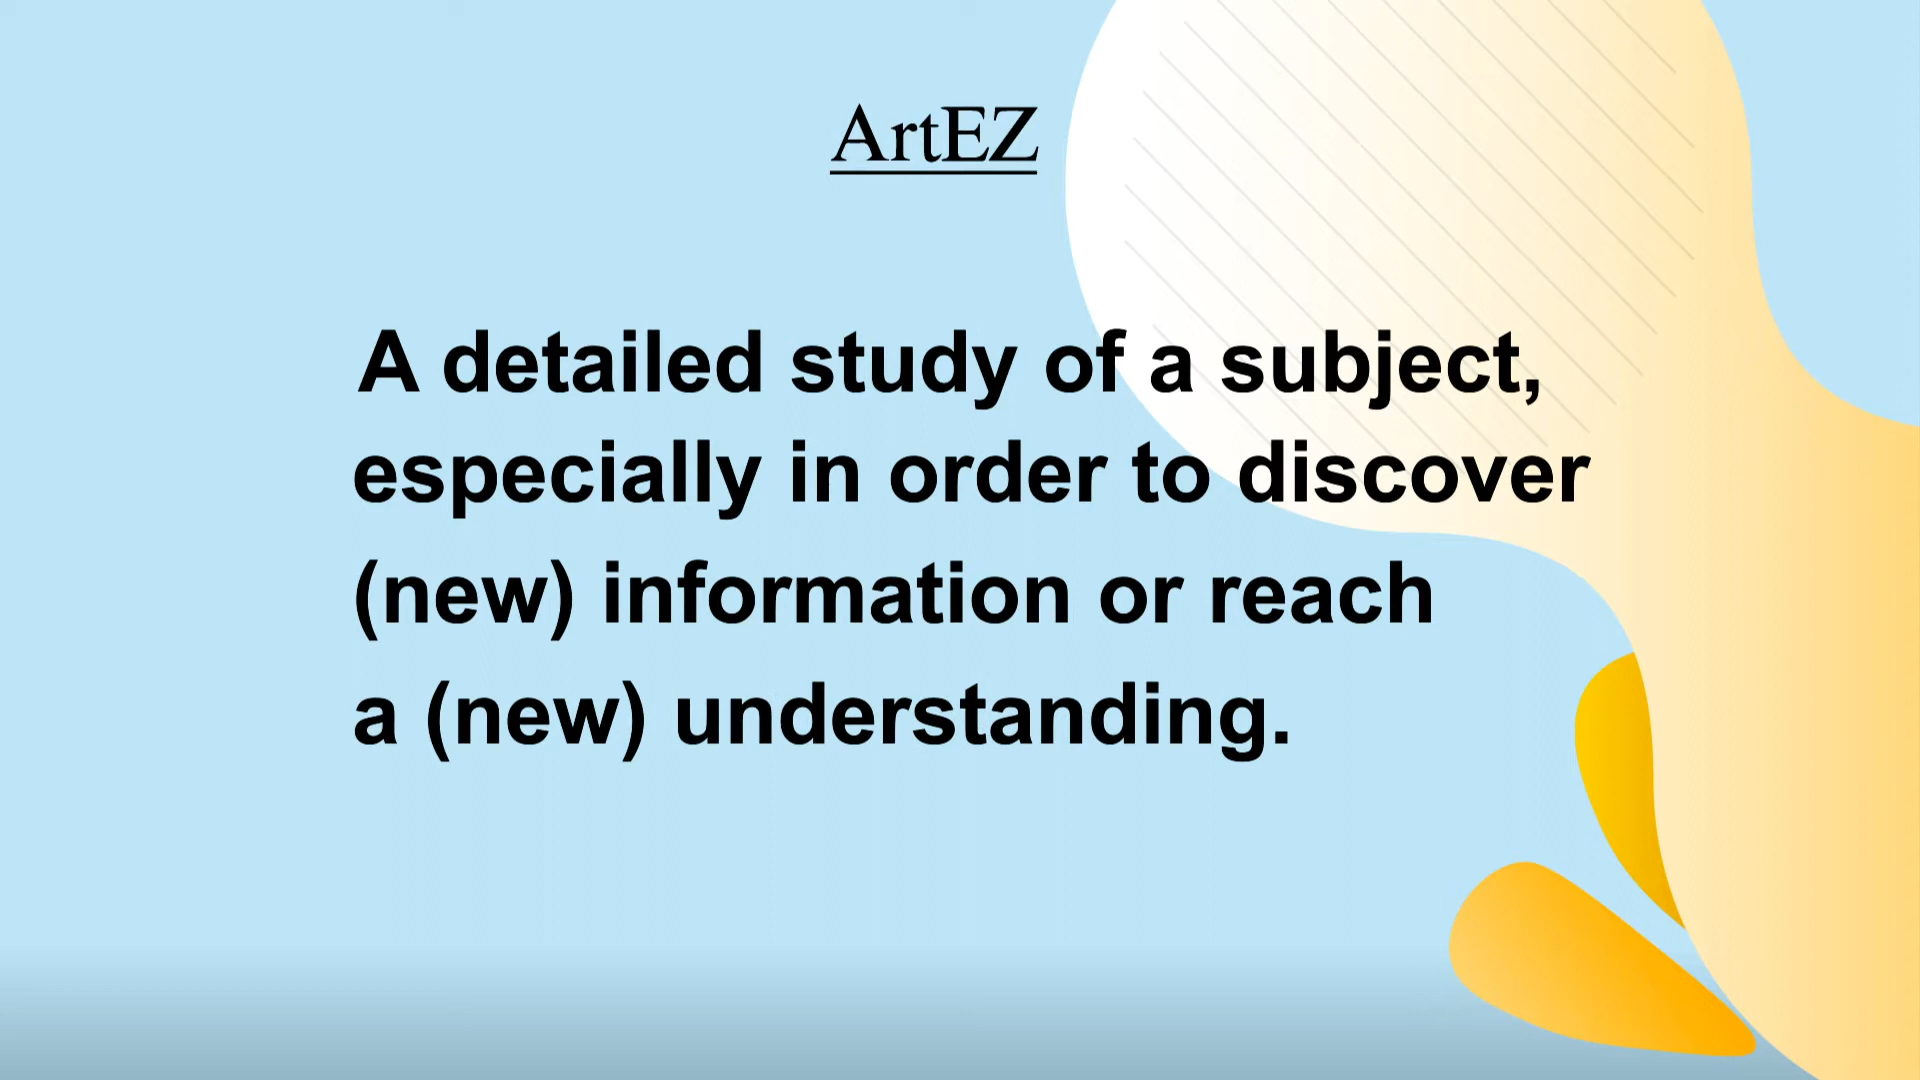 ArtEZ
A detailed study of a subject,
especially in order to discover
(new) information or reach
a (new) understanding.